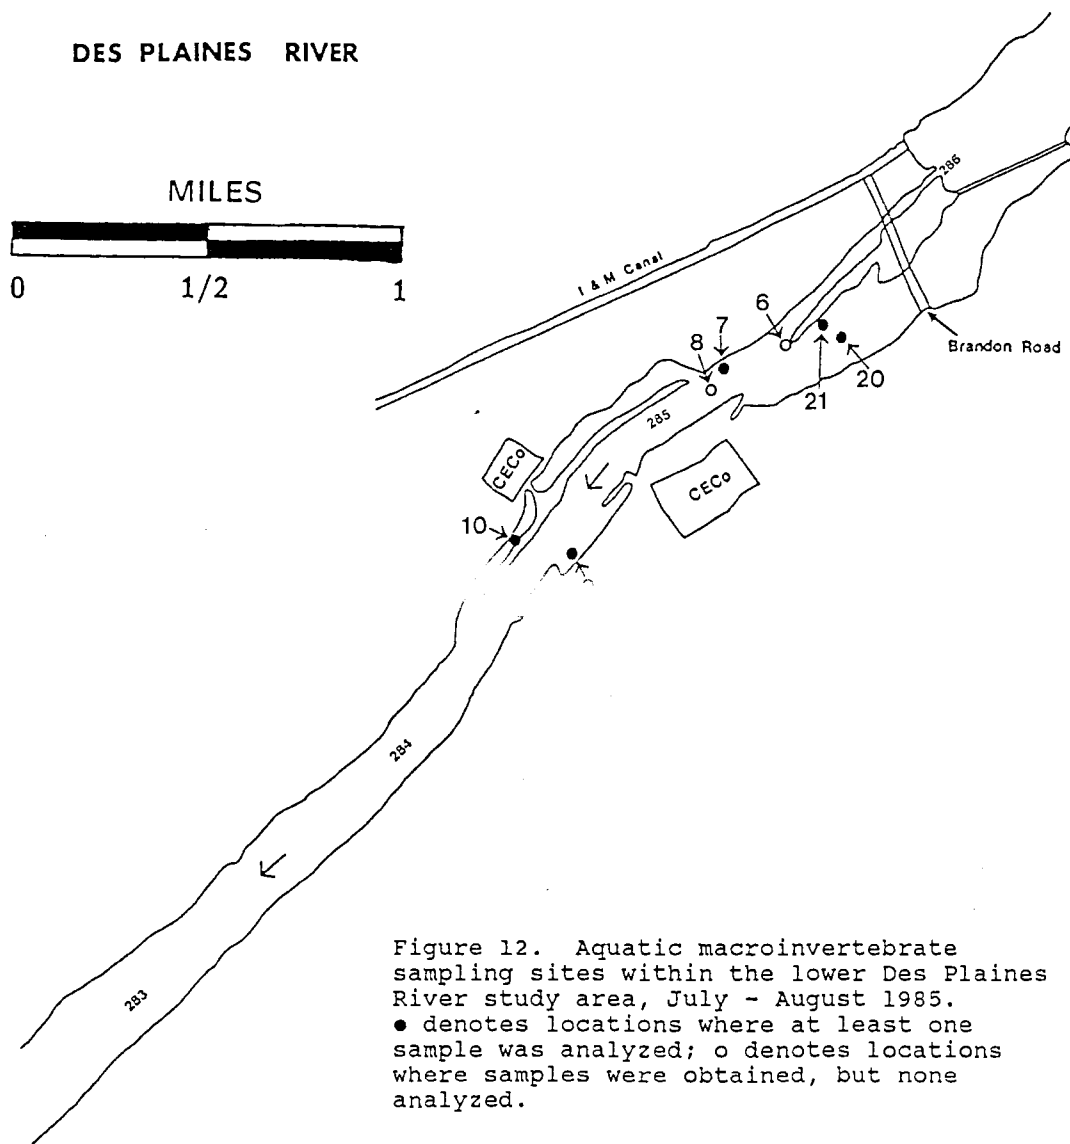 DES PLAINES RIVER
MILES
0 1/2 1
I & M Canal
286
6
7
8
21
20
Brandon Road
285
CECo
CECo
10
284
283
Figure 12. Aquatic macroinvertebrate
sampling sites within the lower Des Plaines
River study area, July - August 1985.
● denotes locations where at least one
sample was analyzed; o denotes locations
where samples were obtained, but none
analyzed.